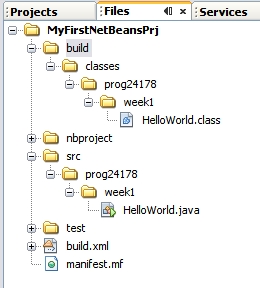 Projects Files Services
MyFirstNetBeansPrj
build
classes
prog24178
week1
HelloWorld.class
nbproject
src
prog24178
week1
HelloWorld.java
test
build.xml
manifest.mf